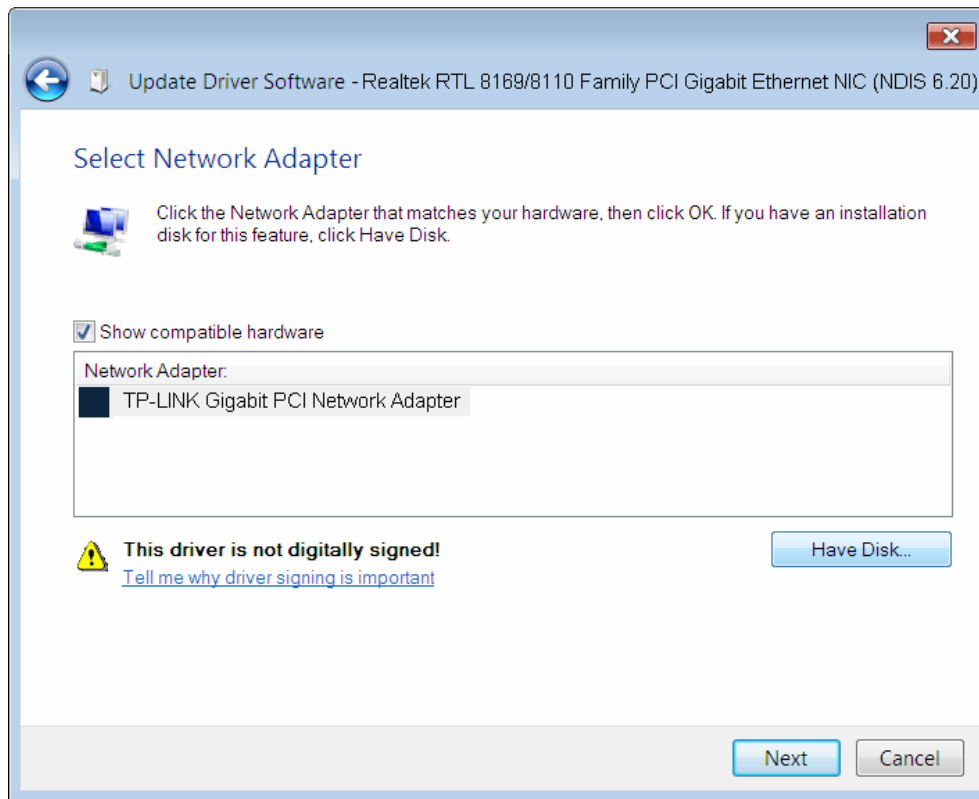 Update Driver Software - Realtek RTL 8169/8110 Family PCI Gigabit Ethernet NIC (NDIS 6.20)
Select Network Adapter
Click the Network Adapter that matches your hardware, then click OK. If you have an installation
disk for this feature, click Have Disk.
Show compatible hardware
Network Adapter:
TP-LINK Gigabit PCI Network Adapter
This driver is not digitally signed!
Have Disk...
Tell me why driver signing is important
Next
Cancel